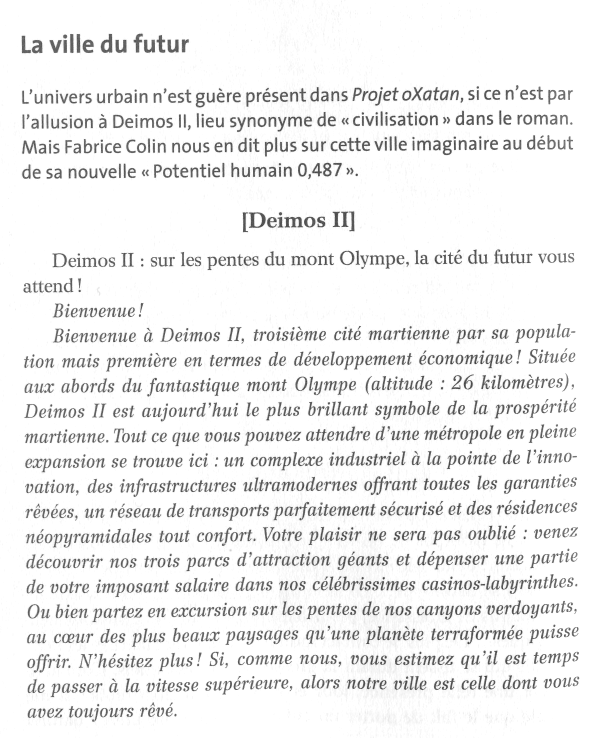 La ville du futur
L'univers urbain n'est guère présent dans Projet oXatan, si ce n'est par
l'allusion à Deimos II, lieu synonyme de « civilisation » dans le roman.
Mais Fabrice Colin nous en dit plus sur cette ville imaginaire au début
de sa nouvelle « Potentiel humain 0,487 ».
[Deimos II]
Deimos II : sur les pentes du mont Olympe, la cité du futur vous
attend !
Bienvenue !
Bienvenue à Deimos II, troisième cité martienne par sa popula-
tion mais première en termes de développement économique ! Située
aux abords du fantastique mont Olympe (altitude : 26 kilomètres),
Deimos II est aujourd'hui le plus brillant symbole de la prospérité
martienne. Tout ce que vous pouvez attendre d'une métropole en pleine
expansion se trouve ici : un complexe industriel à la pointe de l'inno-
vation, des infrastructures ultramodernes offrant toutes les garanties
rêvées, un réseau de transports parfaitement sécurisé et des résidences
néopyramidales tout confort. Votre plaisir ne sera pas oublié : venez
découvrir nos trois parcs d'attraction géants et dépenser une partie
de votre imposant salaire dans nos célébrissimes casinos-labyrinthes.
Ou bien partez en excursion sur les pentes de nos canyons verdoyants,
au cœur des plus beaux paysages qu'une planète terraformée puisse
offrir. N'hésitez plus ! Si, comme nous, vous estimez qu'il est temps
de passer à la vitesse supérieure, alors notre ville est celle dont vous
avez toujours rêvé.